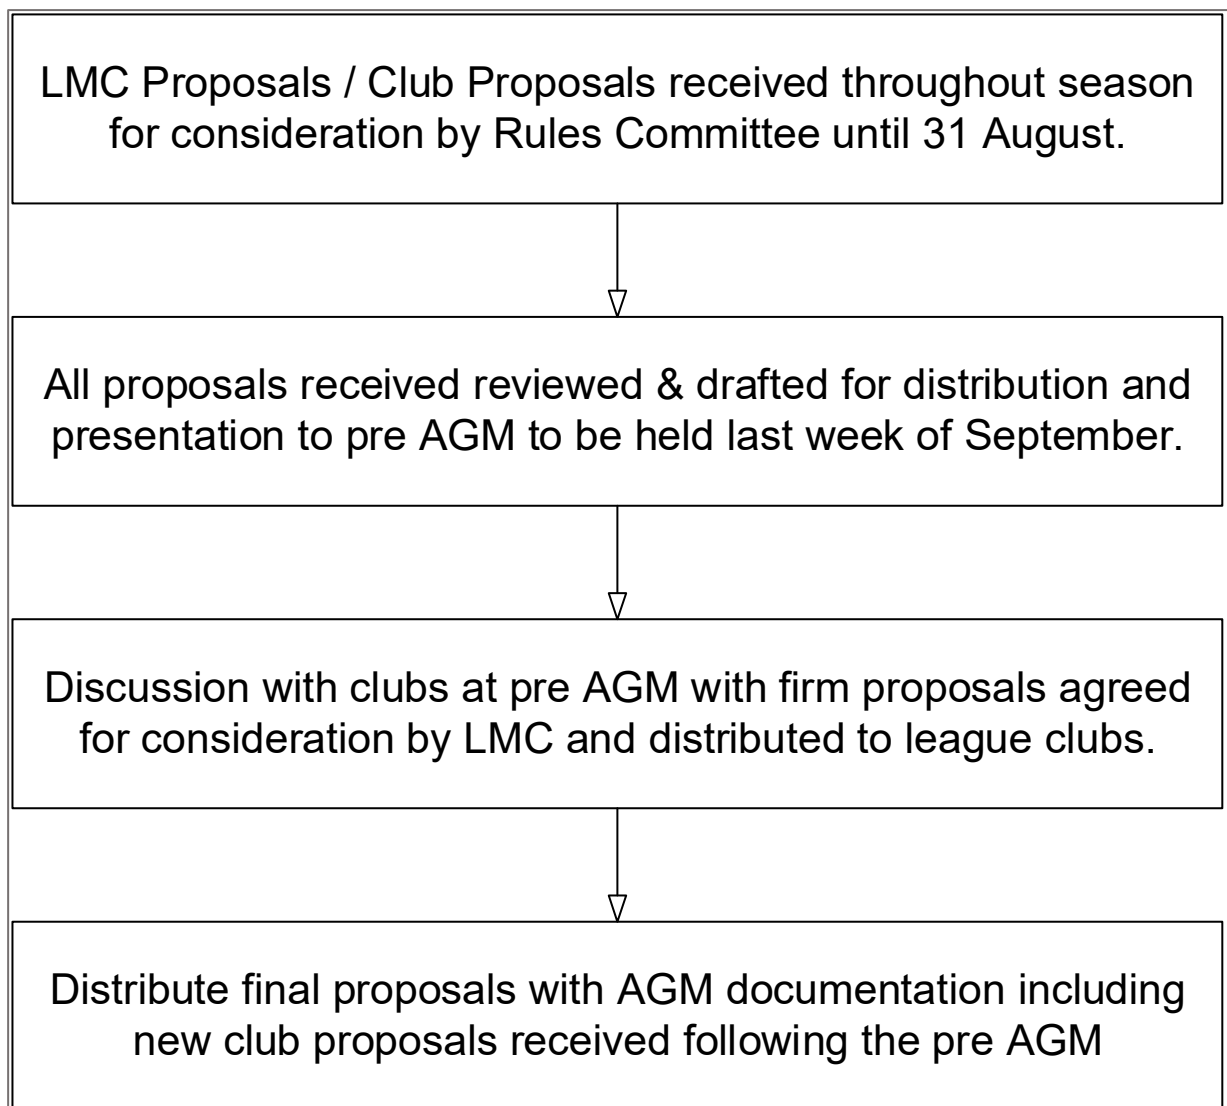 LMC Proposals / Club Proposals received throughout season
for consideration by Rules Committee until 31 August.
All proposals received reviewed & drafted for distribution and
presentation to pre AGM to be held last week of September.
Discussion with clubs at pre AGM with firm proposals agreed
for consideration by LMC and distributed to league clubs.
Distribute final proposals with AGM documentation including
new club proposals received following the pre AGM